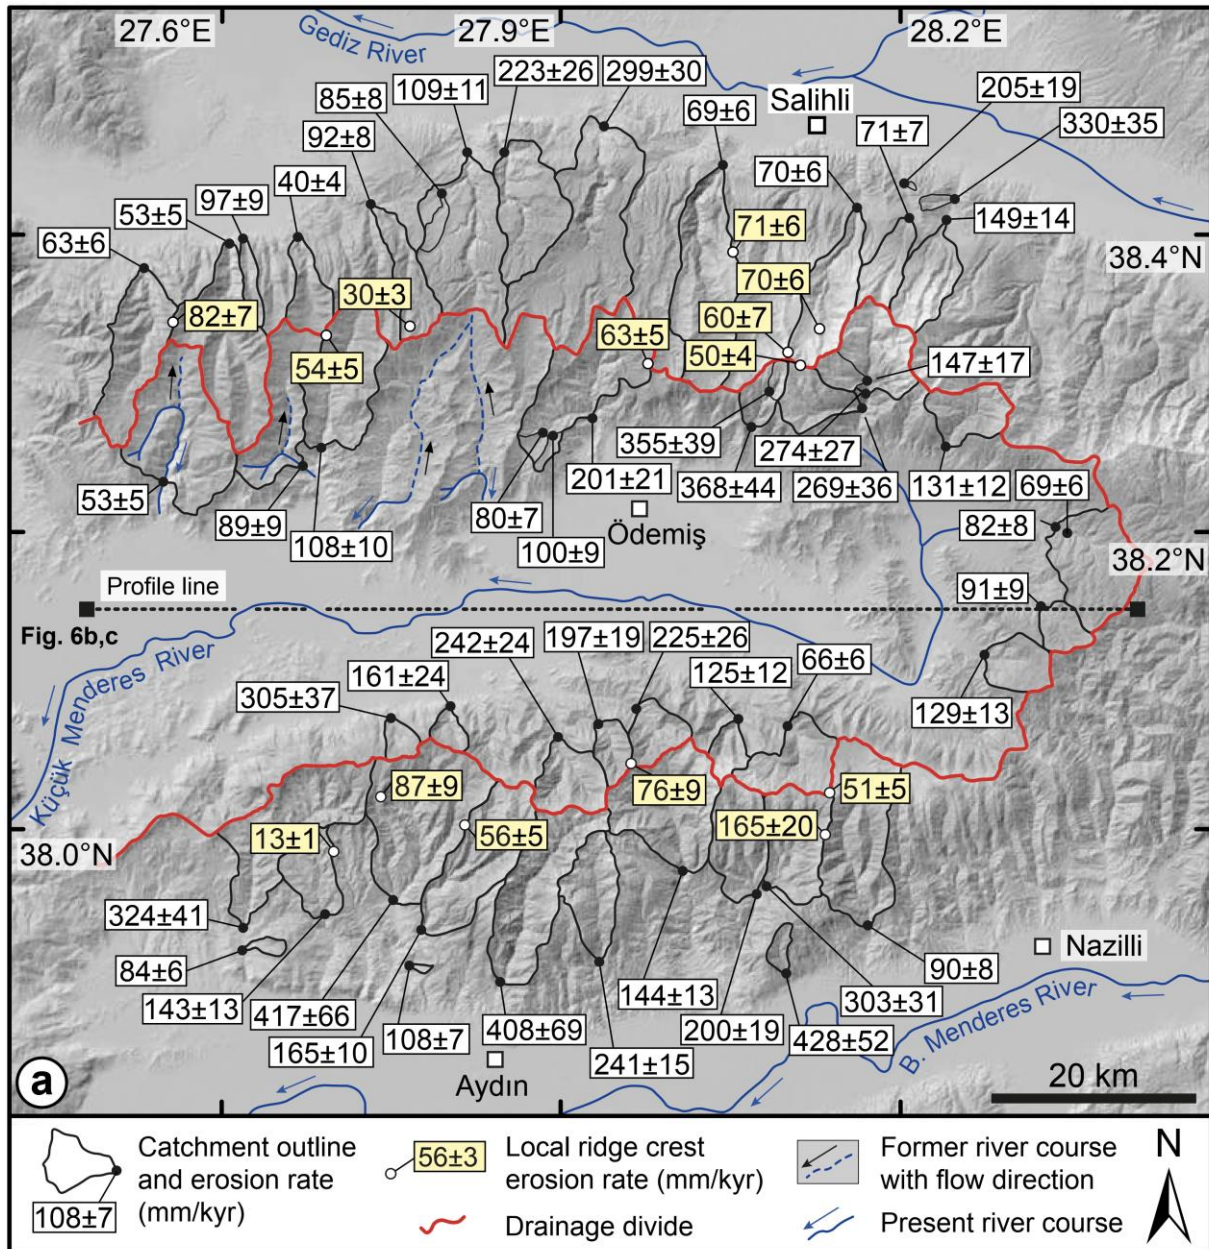 27.6°E
27.9°E
28.2°E
Gediz River
223±26
299±30
109±11
85±8
69±6
Salihli
205±19
92±8
71±7
330±35
97±9
40±4
70±6
53±5
149±14
63±6
71±6
38.4°N
70±6
30±3
82±7
60±7
63±5
54±5
50±4
147±17
355±39
274±27
201±21
368±44
269±36
131±12
69±6
53±5
89±9
80±7
108±10
100±9
Ödemiş
82±8
38.2°N
Profile line
91±9
Fig. 6b,c
Küçük Menderes River
242±24
197±19
225±26
125±12
66±6
161±24
305±37
129±13
87±9
76±9
51±5
13±1
56±5
165±20
38.0°N
324±41
84±6
Nazilli
143±13
417±66
144±13
90±8
165±10
108±7
408±69
200±19
303±31
241±15
428±52
B. Menderes River
a
Aydın
20 km
Catchment outline
and erosion rate
(mm/kyr)
108±7
56±3
Local ridge crest
erosion rate (mm/kyr)
Drainage divide
Former river course
with flow direction
Present river course
N